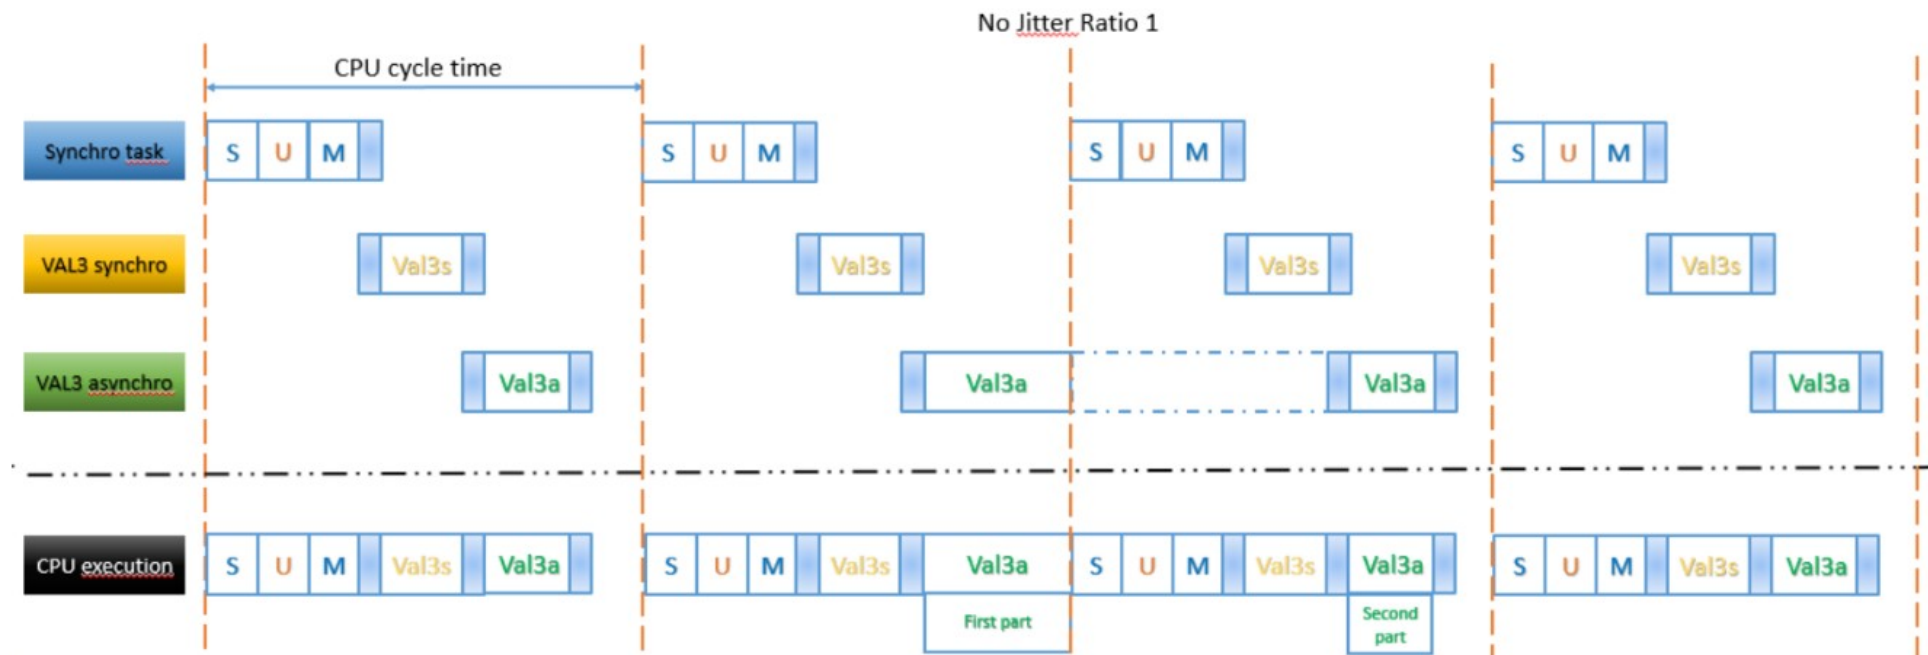 No Jitter Ratio 1
CPU cycle time
Synchro task
S U M
S U M
S U M
S U M
VAL3 synchro
Val3s
Val3s
Val3s
Val3s
VAL3 asynchro
Val3a
Val3a
Val3a
Val3a
CPU execution
S U M Val3s Val3a
S U M Val3s Val3a
S U M Val3s Val3a
S U M Val3s Val3a
First part
Second
part